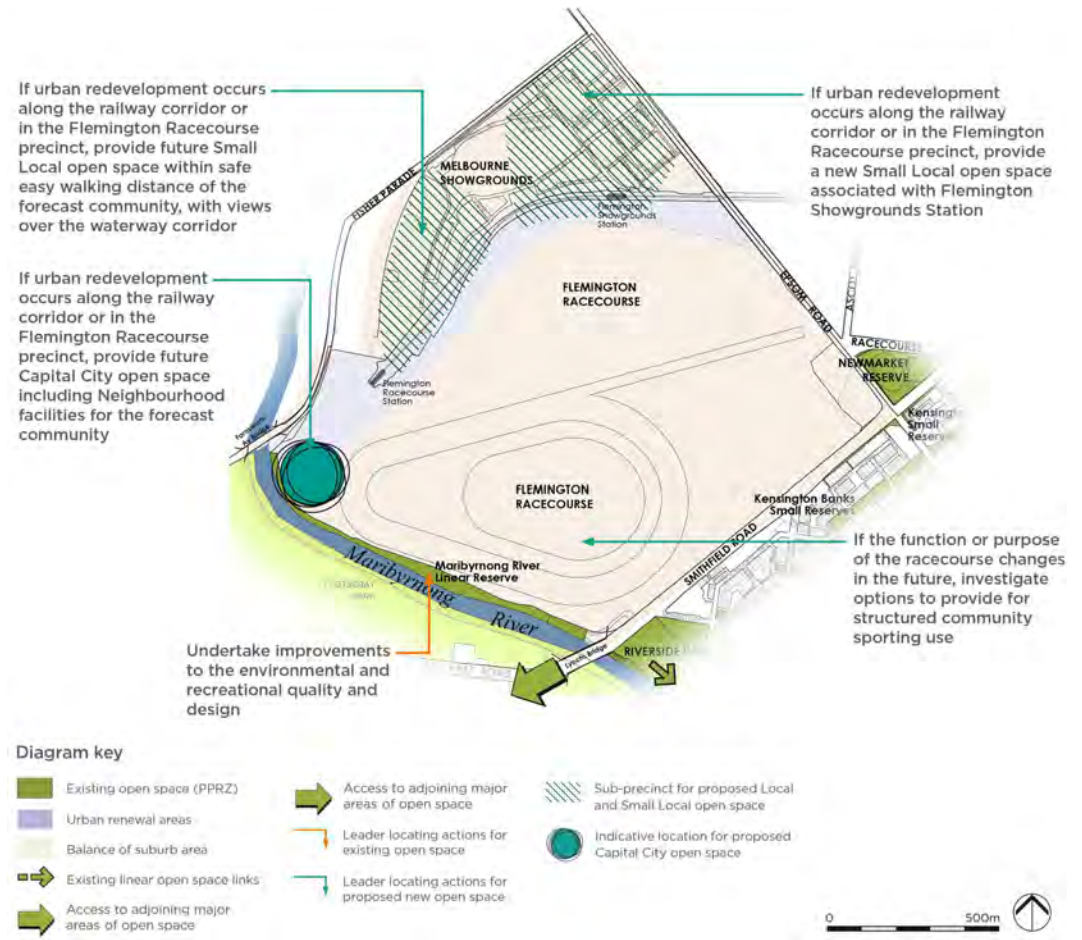 If urban redevelopment occurs
along the railway corridor or
in the Flemington Racecourse
precinct, provide future Small
Local open space within safe
easy walking distance of the
forecast community, with views
over the waterway corridor
If urban redevelopment
occurs along the railway
corridor or in the Flemington
Racecourse precinct, provide
a new Small Local open space
associated with Flemington
Showgrounds Station
MELBOURNE
SHOWGROUNDS
FISHER PARADE
Flemington
Showgrounds
Station
If urban redevelopment
occurs along the railway
corridor or in the
Flemington Racecourse
precinct, provide future
Capital City open space
including Neighbourhood
facilities for the forecast
community
FLEMINGTON
RACECOURSE
EPSOM ROAD
ASCOT
RACECOURSE
NEWMARKET
RESERVE
Flemington
Racecourse
Station
Kensington
Small
Reserve
FLEMINGTON
RACECOURSE
Kensington Banks
Small Reserves
SMITHFIELD ROAD
If the function or purpose
of the racecourse changes
in the future, investigate
options to provide for
structured community
sporting use
Maribyrnong River
Linear Reserve
Maribyrnong River
Undertake improvements
to the environmental and
recreational quality and
design
Lynchs Bridge
RIVERSIDE
Diagram key
Existing open space (PPRZ)
Urban renewal areas
Balance of suburb area
Existing linear open space links
Access to adjoining major
areas of open space
Access to adjoining major
areas of open space
Leader locating actions for
existing open space
Leader locating actions for
proposed new open space
Sub-precinct for proposed Local
and Small Local open space
Indicative location for proposed
Capital City open space
0
500m